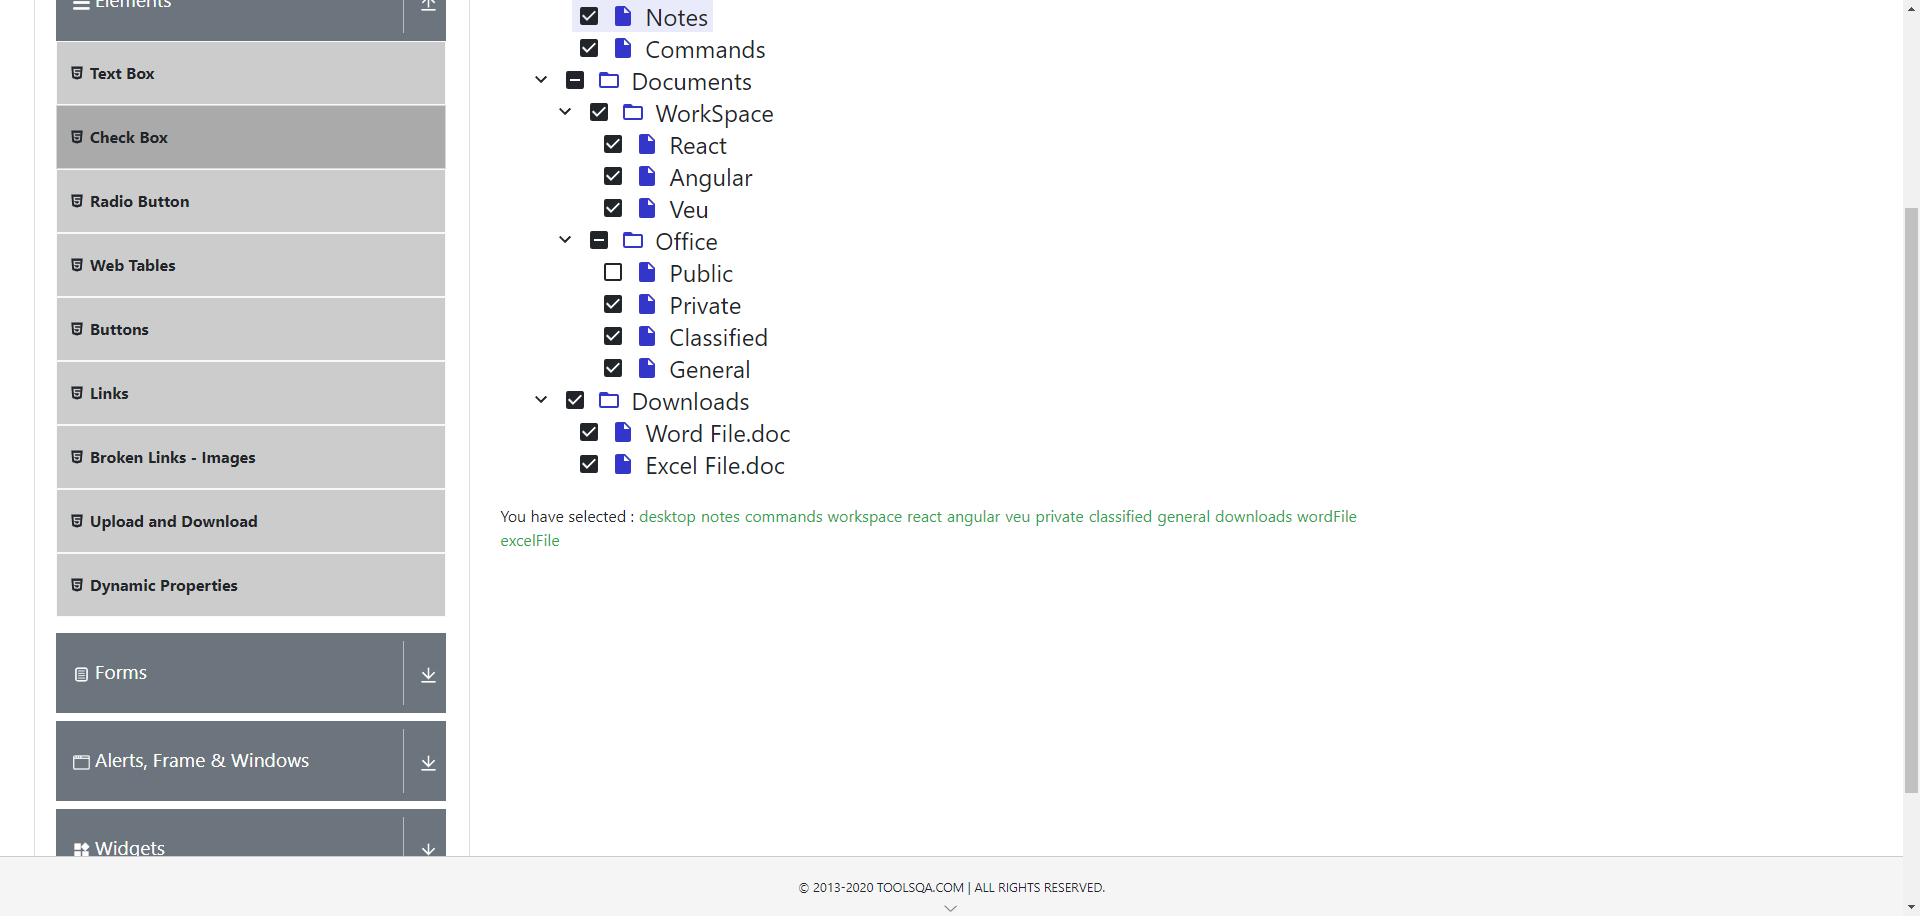 Elements
Text Box
Check Box
Radio Button
Web Tables
Buttons
Links
Broken Links - Images
Upload and Download
Dynamic Properties
Forms
Alerts, Frame & Windows
Widgets
Notes
Commands
Documents
WorkSpace
React
Angular
Veu
Office
Public
Private
Classified
General
Downloads
Word File.doc
Excel File.doc
You have selected : desktop notes commands workspace react angular veu private classified general downloads wordFile
excelFile
© 2013-2020 TOOLSQA.COM | ALL RIGHTS RESERVED.